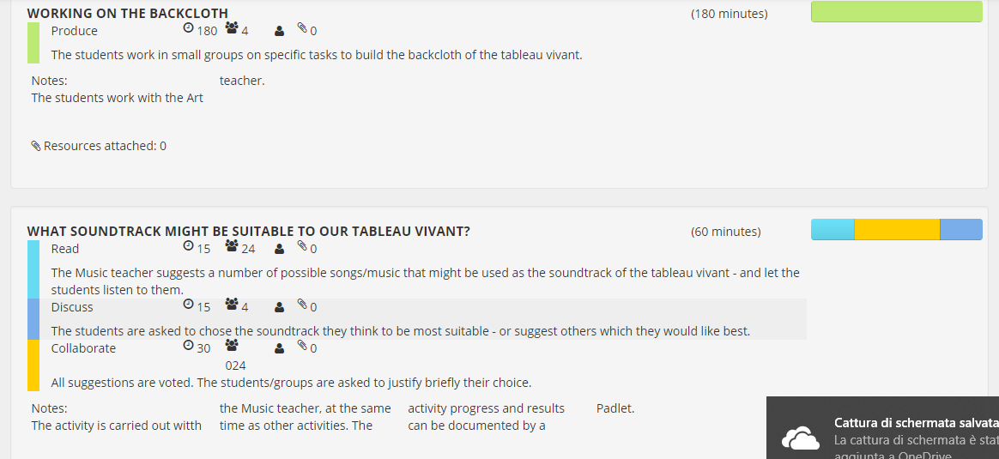 WORKING ON THE BACKCLOTH (180 minutes)
Produce 180 4 0
The students work in small groups on specific tasks to build the backcloth of the tableau vivant.
Notes: teacher.
The students work with the Art
Resources attached: 0
WHAT SOUNDTRACK MIGHT BE SUITABLE TO OUR TABLEAU VIVANT? (60 minutes)
Read 15 24 0
The Music teacher suggests a number of possible songs/music that might be used as the soundtrack of the tableau vivant - and let the
students listen to them.
Discuss 15 4 0
The students are asked to chose the soundtrack they think to be most suitable - or suggest others which they would like best.
Collaborate 30 0
024
All suggestions are voted. The students/groups are asked to justify briefly their choice.
Notes: the Music teacher, at the same activity progress and results Padlet.
The activity is carried out witth time as other activities. The can be documented by a
Cattura di schermata salvata
La cattura di schermata è stat
aggiunta a OneDrive